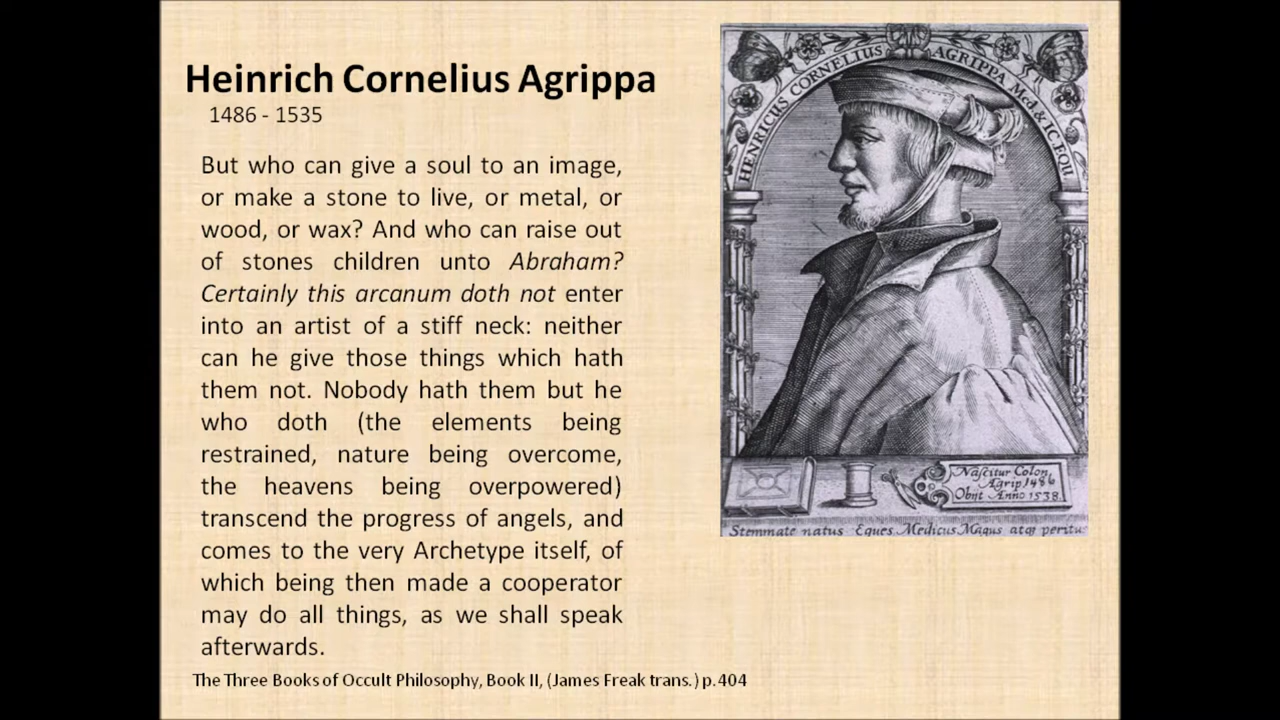 Heinrich Cornelius Agrippa
1486 - 1535
But who can give a soul to an image,
or make a stone to live, or metal, or
wood, or wax? And who can raise out
of stones children unto Abraham?
Certainly this arcanum doth not enter
into an artist of a stiff neck: neither
can he give those things which hath
them not. Nobody hath them but he
who doth (the elements being
restrained, nature being overcome,
the heavens being overpowered)
transcend the progress of angels, and
comes to the very Archetype itself, of
which being then made a cooperator
may do all things, as we shall speak
afterwards.
The Three Books of Occult Philosophy, Book II, (James Freak trans.) p.404
HENRICUS CORNELIUS AGRIPPA Med. & IC. EQU.
Nascitur Colon,
Agrip 1486
Obijt Anno 1538.
Stemmate natus Eques, Medicus, Magus atq₃ peritu